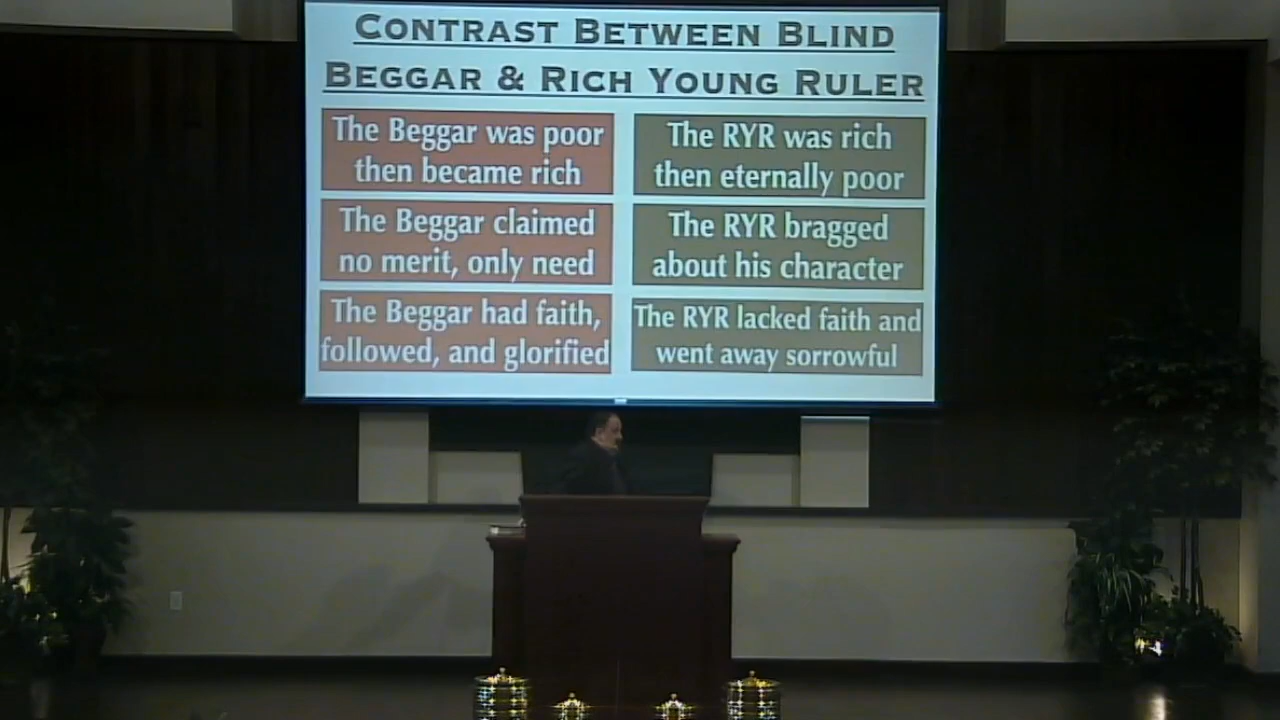 CONTRAST BETWEEN BLIND
BEGGAR & RICH YOUNG RULER
The Beggar was poor
then became rich
The RYR was rich
then eternally poor
The Beggar claimed
no merit, only need
The RYR bragged
about his character
The Beggar had faith,
followed, and glorified
The RYR lacked faith and
went away sorrowful